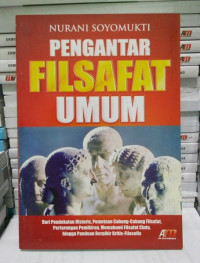 NURANI SOYOMUKTI
PENGANTAR
FILSAFAT
UMUM
Dari Pendekatan Historis, Pemetaan Cabang-Cabang Filsafat,
Pertarungan Pemikiran, Memahami Filsafat Cinta,
hingga Panduan Berpikir Kritis-Filosofis